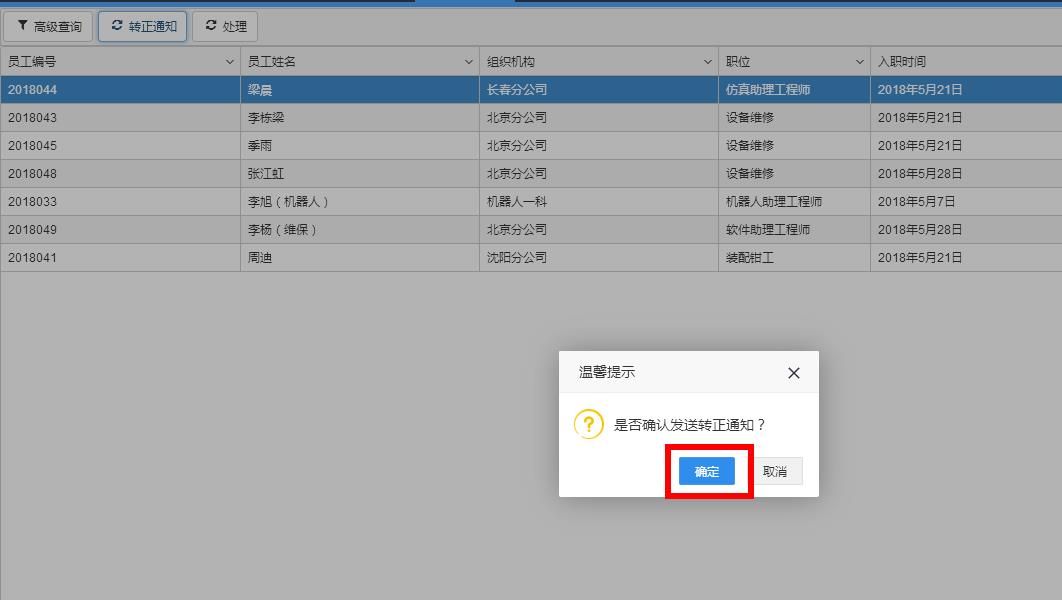 高级查询 转正通知 处理
员工编号 员工姓名 组织机构 职位 入职时间
2018044 梁晨 长春分公司 仿真助理工程师 2018年5月21日
2018043 李栋梁 北京分公司 设备维修 2018年5月21日
2018045 季雨 北京分公司 设备维修 2018年5月21日
2018048 张江虹 北京分公司 设备维修 2018年5月28日
2018033 李旭（机器人） 机器人一科 机器人助理工程师 2018年5月7日
2018049 李杨（维保） 北京分公司 软件助理工程师 2018年5月28日
2018041 周迪 沈阳分公司 装配钳工 2018年5月21日
温馨提示
是否确认发送转正通知？
确定 取消